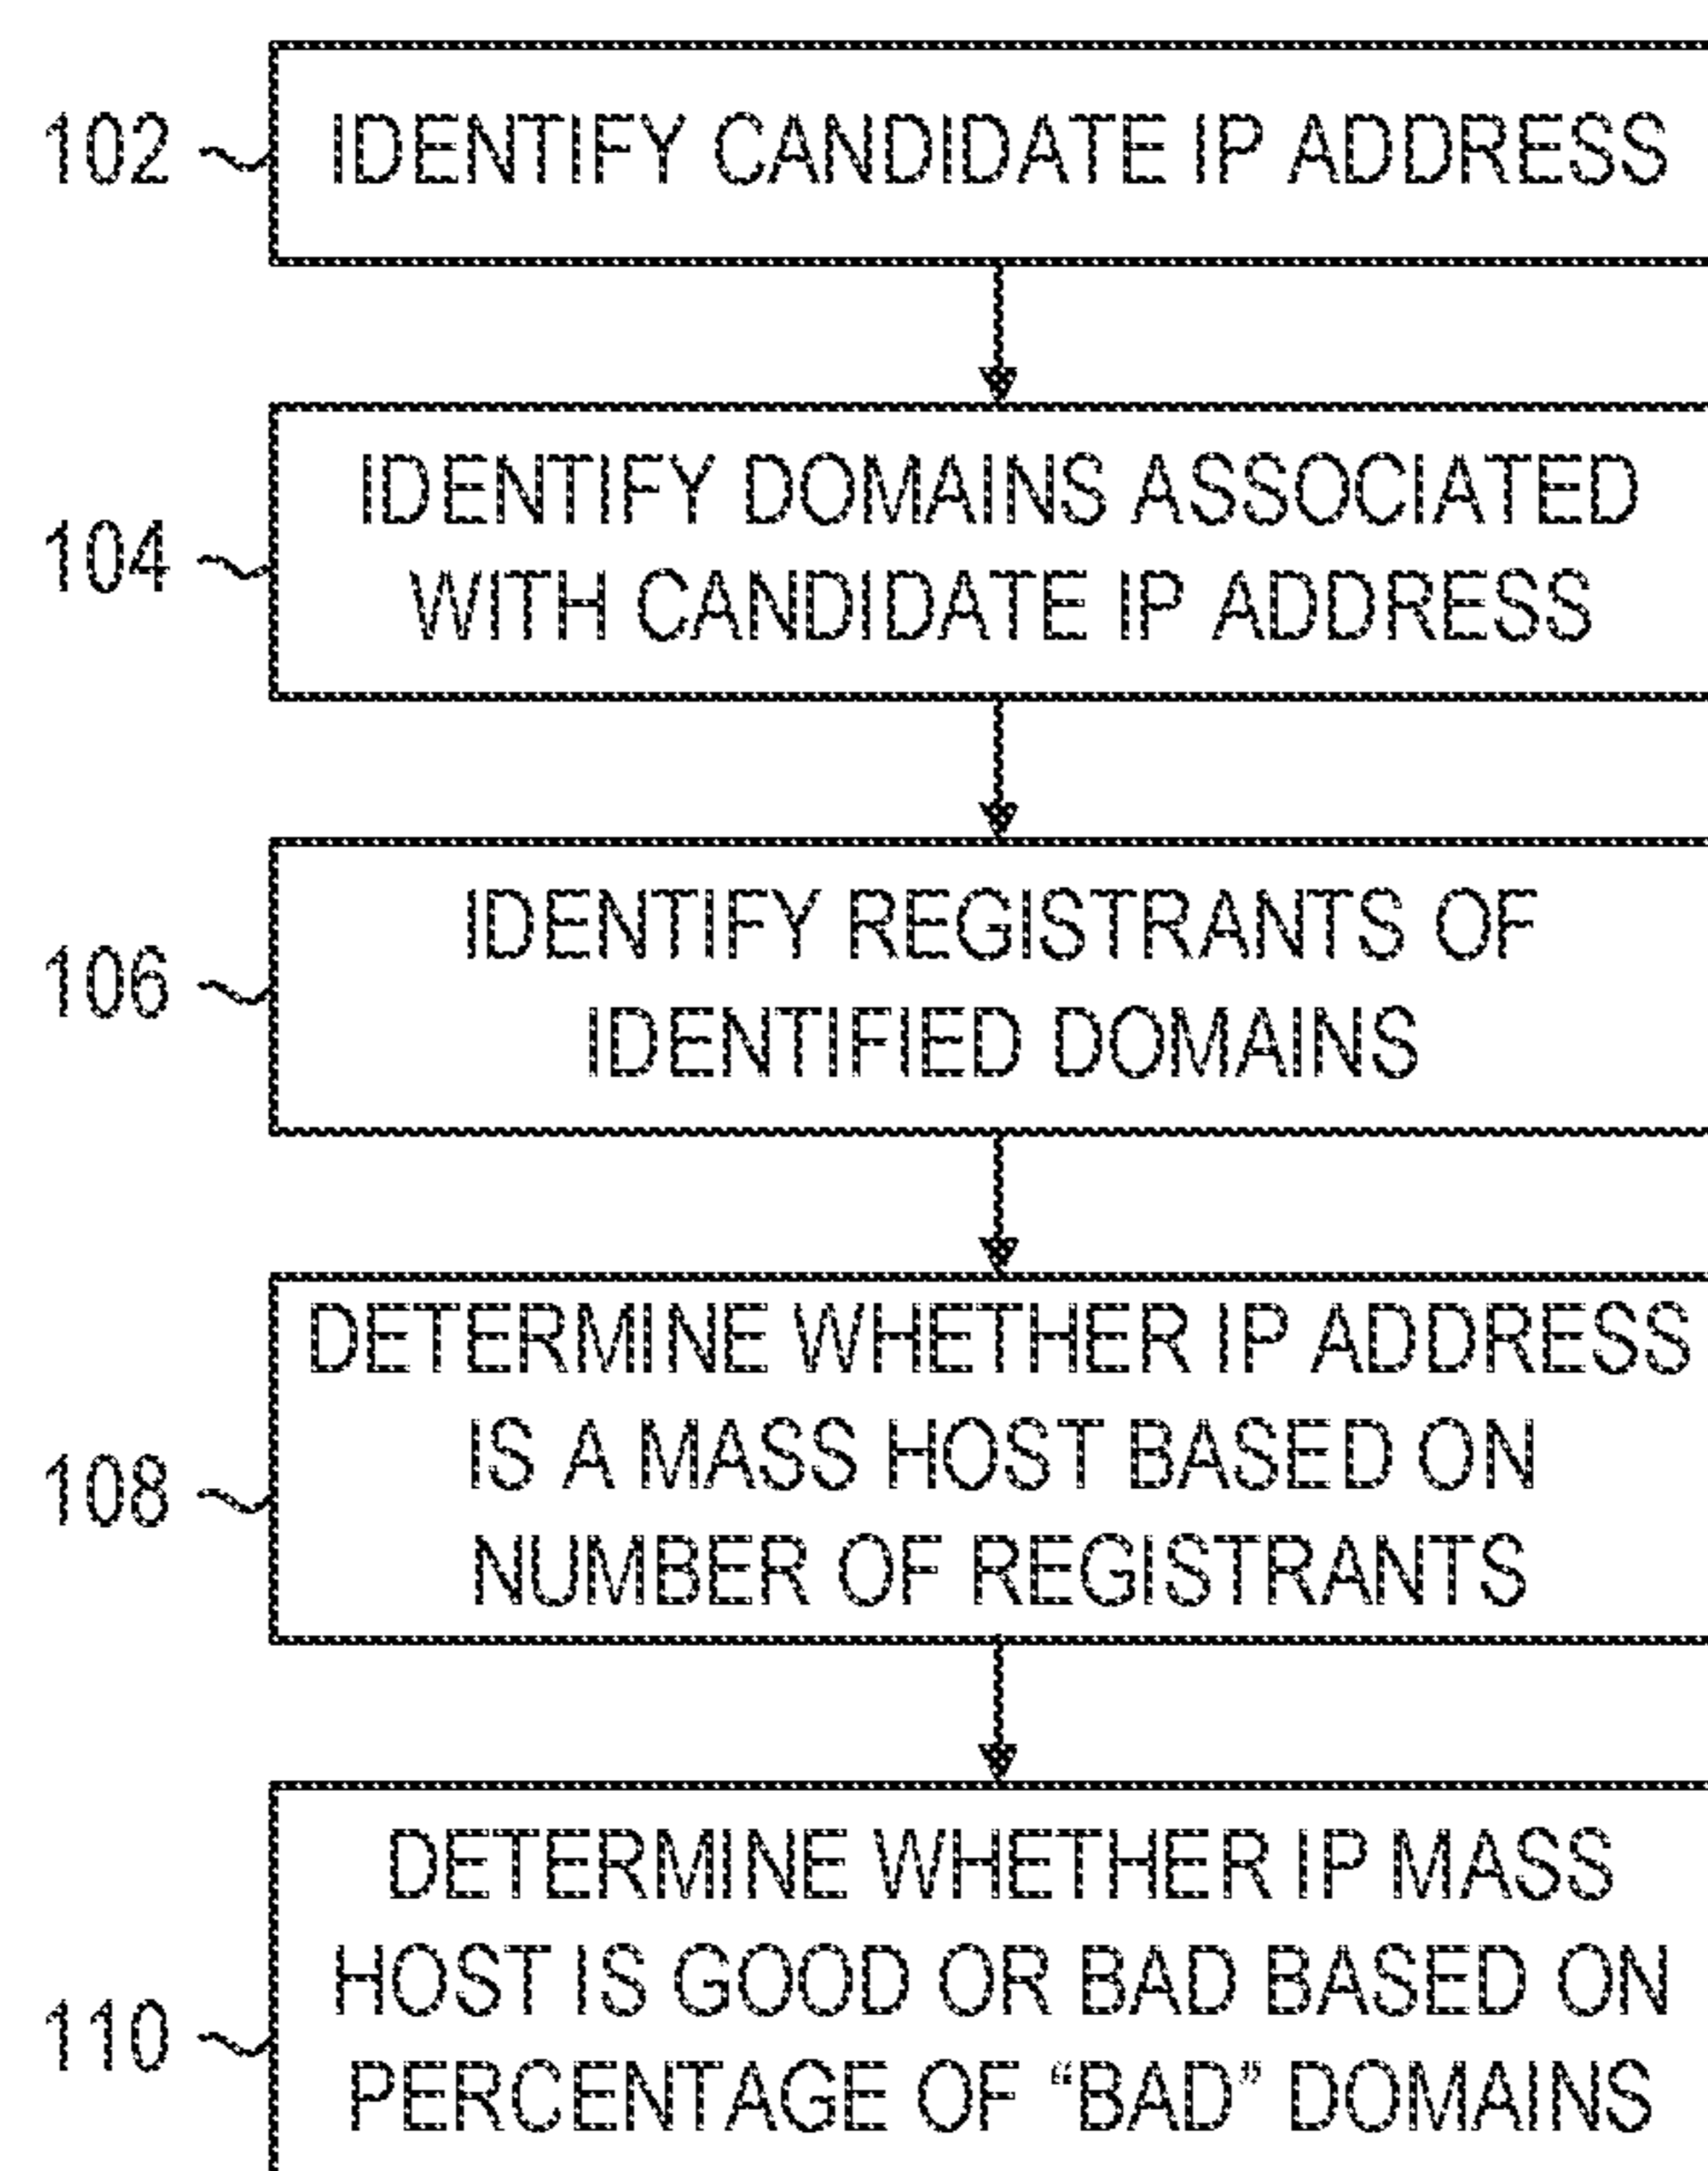 102
IDENTIFY CANDIDATE IP ADDRESS
104
IDENTIFY DOMAINS ASSOCIATED
WITH CANDIDATE IP ADDRESS
106
IDENTIFY REGISTRANTS OF
IDENTIFIED DOMAINS
108
DETERMINE WHETHER IP ADDRESS
IS A MASS HOST BASED ON
NUMBER OF REGISTRANTS
110
DETERMINE WHETHER IP MASS
HOST IS GOOD OR BAD BASED ON
PERCENTAGE OF “BAD” DOMAINS